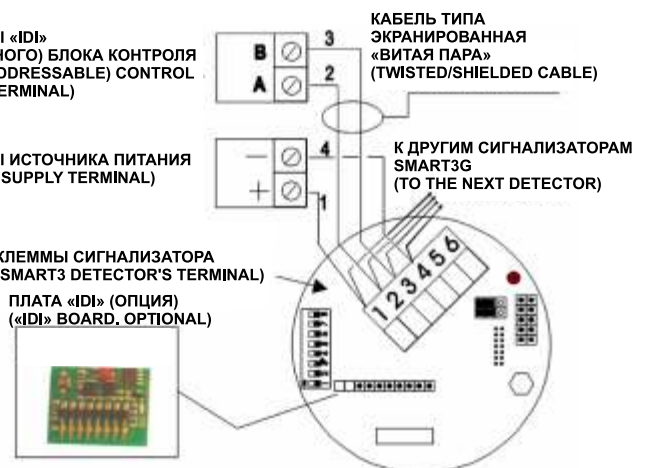 «IDI»
НОГО) БЛОКА КОНТРОЛЯ
DDRESSABLE) CONTROL
ERMINAL)
B
A
3
2
КАБЕЛЬ ТИПА
ЭКРАНИРОВАННАЯ
«ВИТАЯ ПАРА»
(TWISTED/SHIELDED CABLE)
ИСТОЧНИКА ПИТАНИЯ
SUPPLY TERMINAL)
−
+
4
1
К ДРУГИМ СИГНАЛИЗАТОРАМ
SMART3G
(TO THE NEXT DETECTOR)
КЛЕММЫ СИГНАЛИЗАТОРА
SMART3 DETECTOR'S TERMINAL)
ПЛАТА «IDI» (ОПЦИЯ)
(«IDI» BOARD. OPTIONAL)
1 2 3 4 5 6